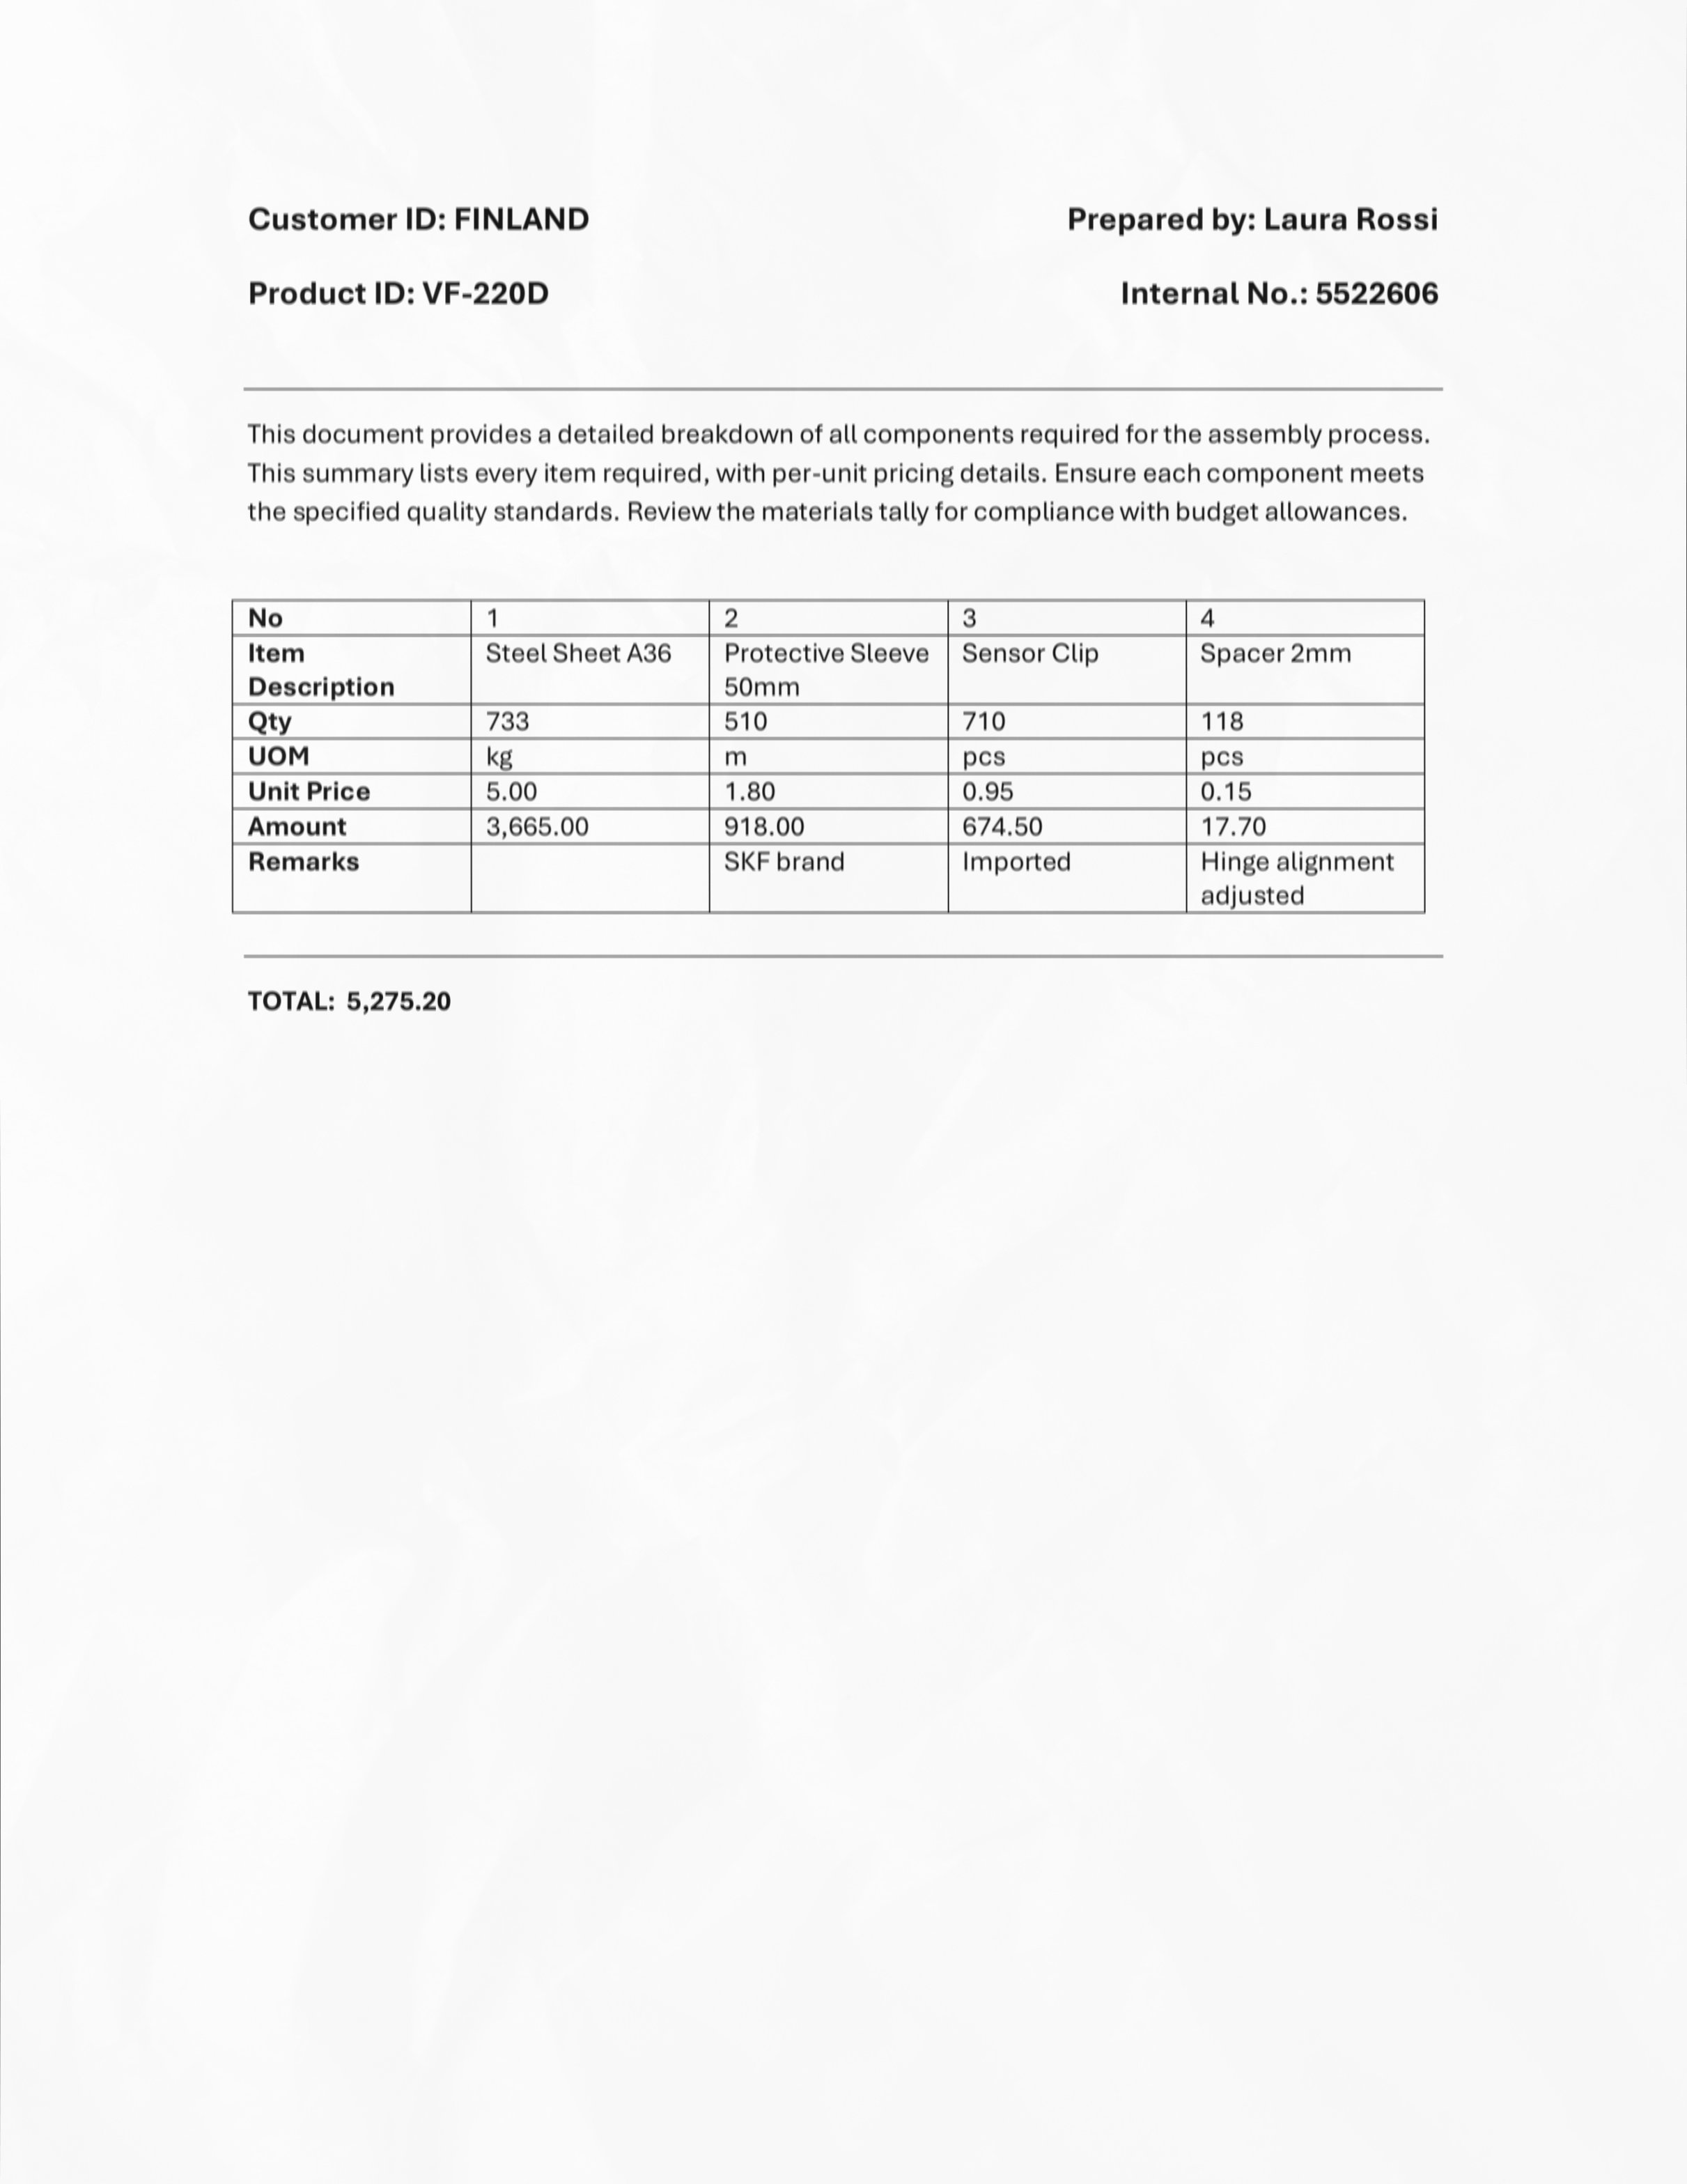 Customer ID: FINLAND Prepared by: Laura Rossi
Product ID: VF-220D Internal No.: 5522606
This document provides a detailed breakdown of all components required for the assembly process.
This summary lists every item required, with per-unit pricing details. Ensure each component meets
the specified quality standards. Review the materials tally for compliance with budget allowances.
No 1 2 3 4
Item Description Steel Sheet A36 Protective Sleeve 50mm Sensor Clip Spacer 2mm
Qty 733 510 710 118
UOM kg m pcs pcs
Unit Price 5.00 1.80 0.95 0.15
Amount 3,665.00 918.00 674.50 17.70
Remarks SKF brand Imported Hinge alignment adjusted
TOTAL: 5,275.20